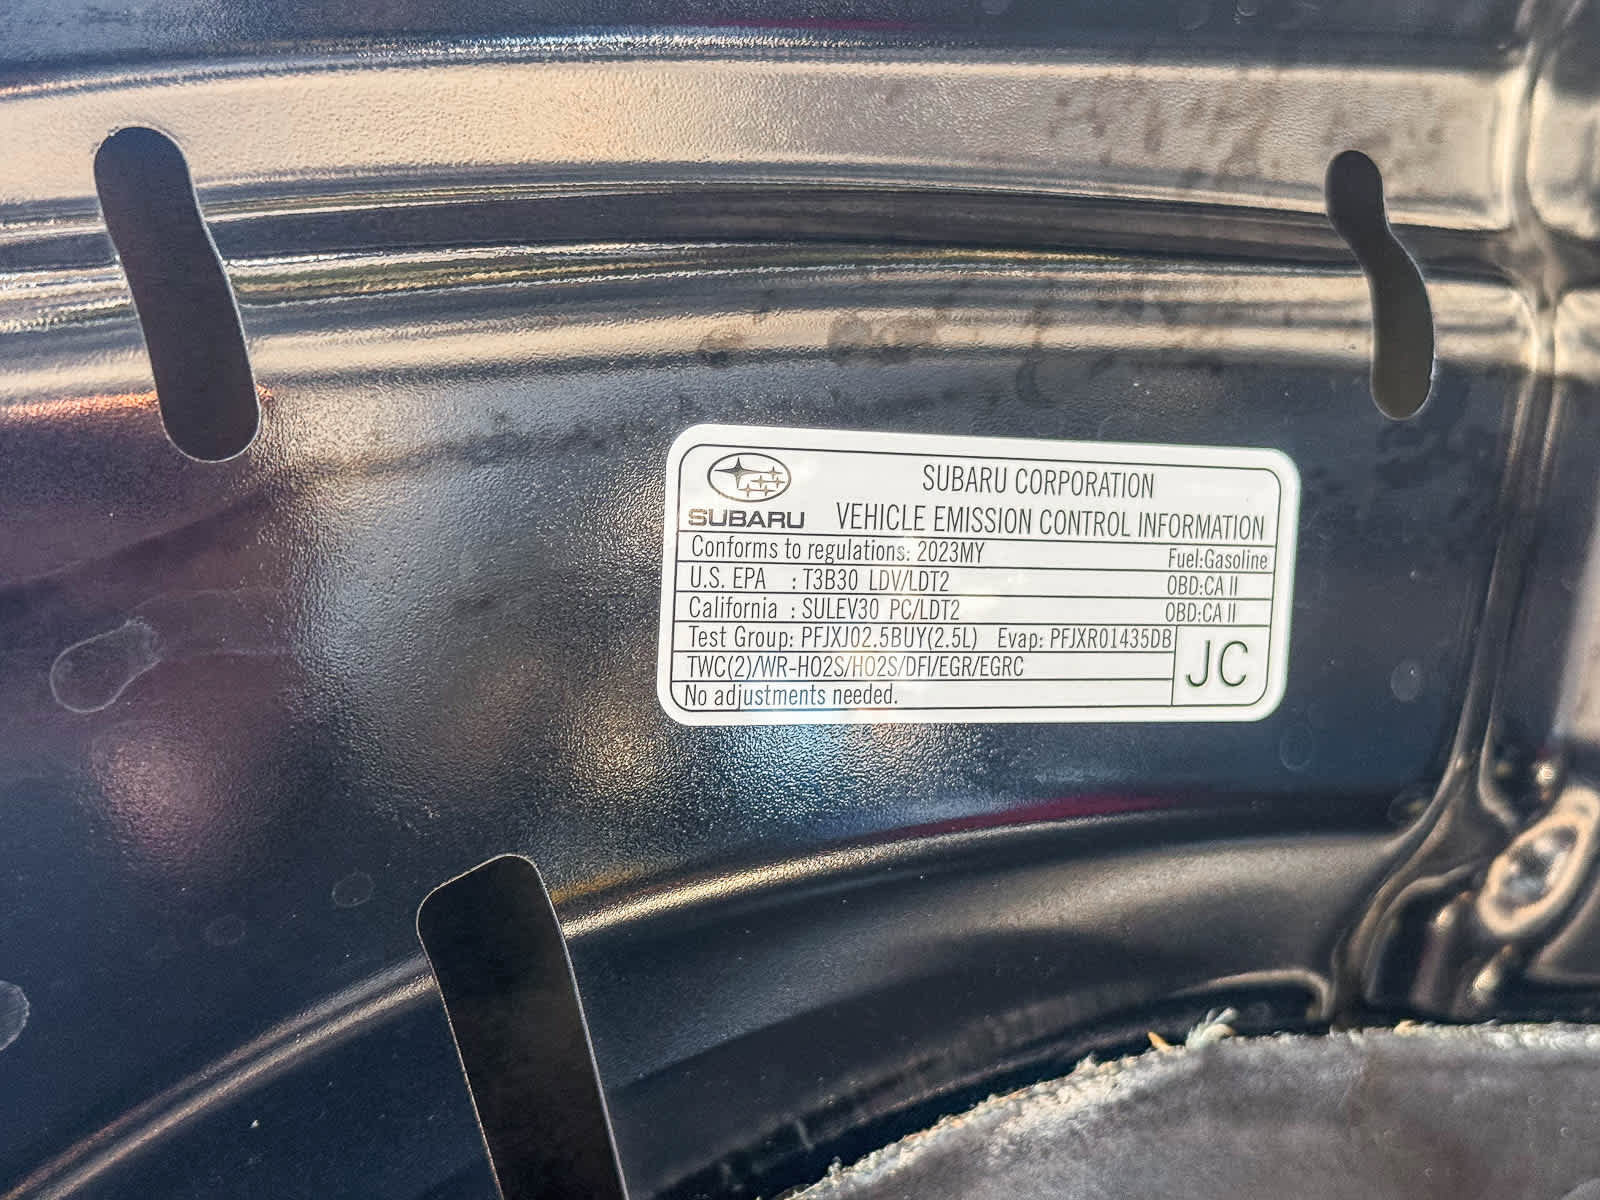 SUBARU
SUBARU CORPORATION
VEHICLE EMISSION CONTROL INFORMATION
Conforms to regulations: 2023MY Fuel:Gasoline
U.S. EPA : T3B30 LDV/LDT2 OBD:CA II
California : SULEV30 PC/LDT2 OBD:CA II
Test Group: PFJXJ02.5BUY(2.5L) Evap: PFJXR01435DB
JC
TWC(2)/WR-HO2S/HO2S/DFI/EGR/EGRC
No adjustments needed.